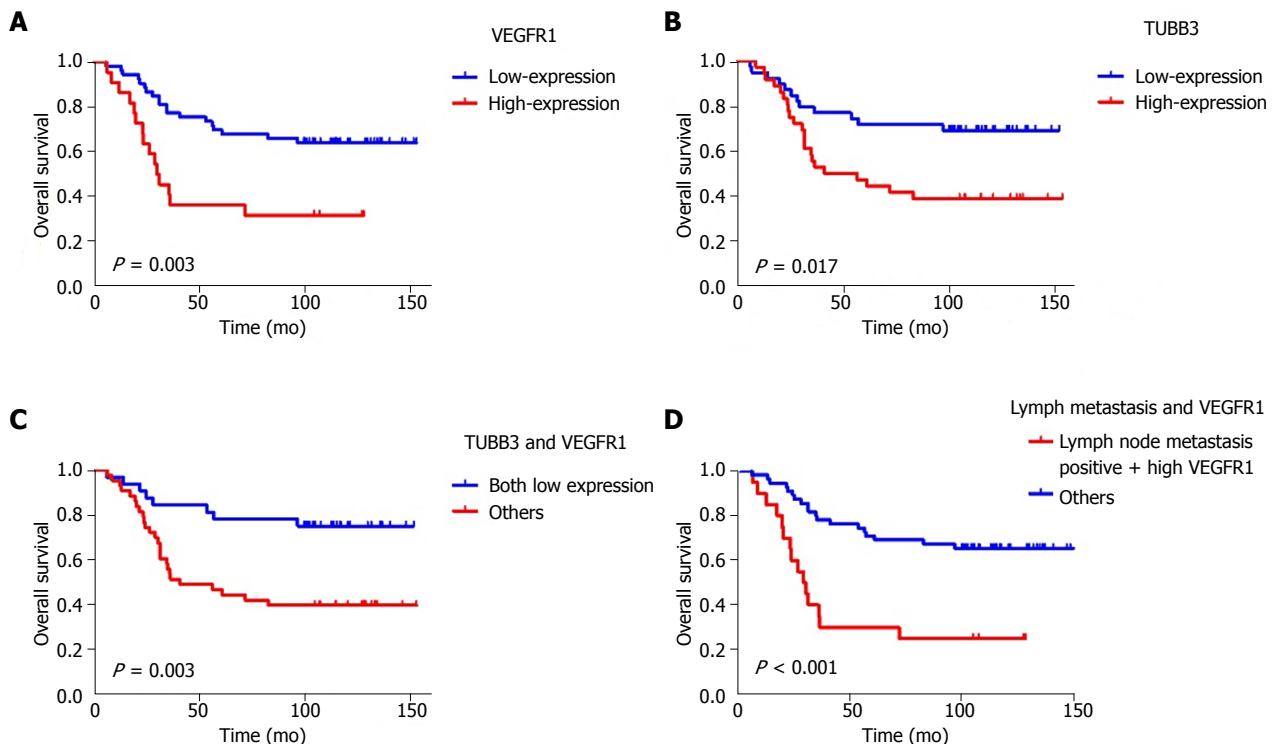 A
VEGFR1
Low-expression
High-expression
Overall survival
1.0
0.8
0.6
0.4
0.2
0.0
P = 0.003
0 50 100 150
Time (mo)
B
TUBB3
Low-expression
High-expression
Overall survival
1.0
0.8
0.6
0.4
0.2
0.0
P = 0.017
0 50 100 150
Time (mo)
C
TUBB3 and VEGFR1
Both low expression
Others
Overall survival
1.0
0.8
0.6
0.4
0.2
0.0
P = 0.003
0 50 100 150
Time (mo)
D
Lymph metastasis and VEGFR1
Lymph node metastasis
positive + high VEGFR1
Others
Overall survival
1.0
0.8
0.6
0.4
0.2
0.0
P < 0.001
0 50 100 150
Time (mo)